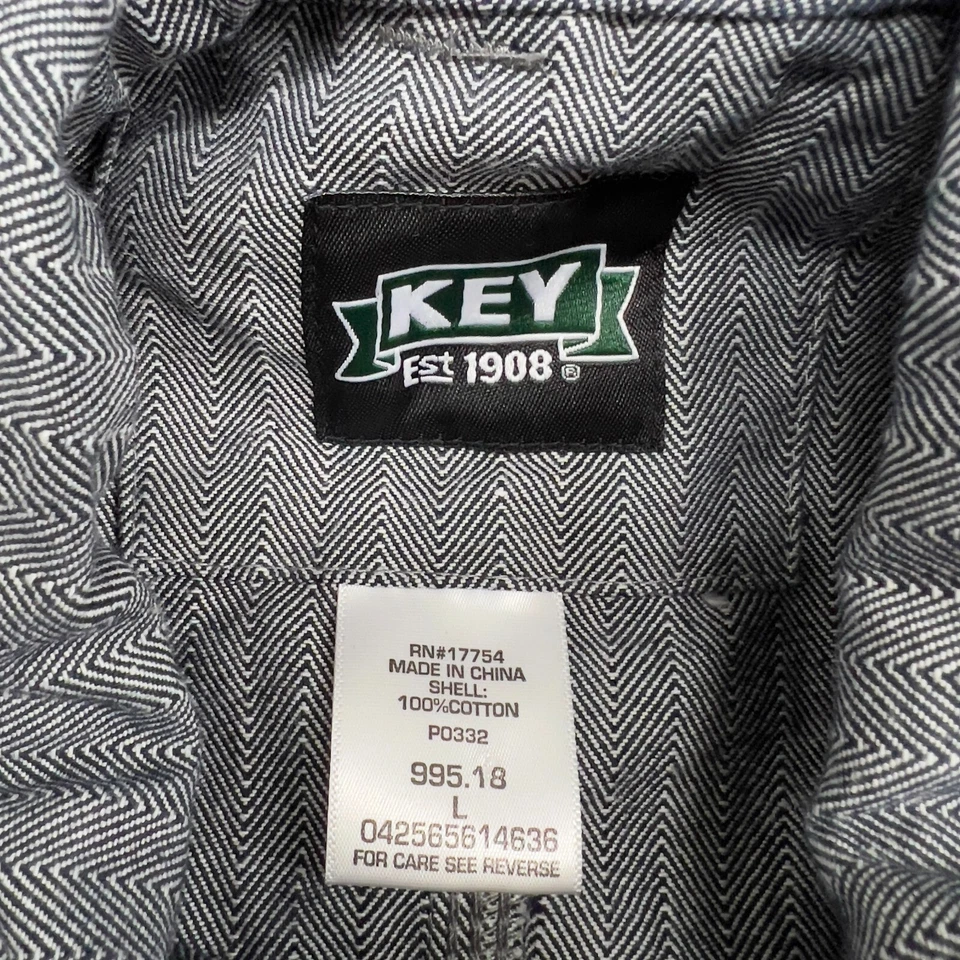 KEY
Est 1908 ®
RN#17754
MADE IN CHINA
SHELL:
100%COTTON
P0332
995.18
L
042565614636
FOR CARE SEE REVERSE